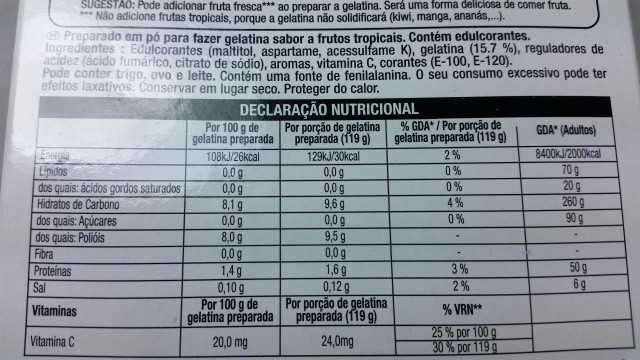 SUGESTÃO: Pode adicionar fruta fresca*** ao preparar a gelatina. Será uma forma deliciosa de comer fruta.
*** Não adicione frutas tropicais, porque a gelatina não solidificará (kiwi, manga, ananás,...).
Preparado em pó para fazer gelatina sabor a frutos tropicais. Contém edulcorantes.
Ingredientes : Edulcorantes (maltitol, aspartame, acessulfame K), gelatina (15.7 %), reguladores de
acidez (ácido fumárico, citrato de sódio), aromas, vitamina C, corantes (E-100, E-120).
Pode conter trigo, ovo e leite. Contém uma fonte de fenilalanina. O seu consumo excessivo pode ter
efeitos laxativos. Conservar em lugar seco. Proteger do calor.
DECLARAÇÃO NUTRICIONAL
Por 100 g de gelatina preparada Por porção de gelatina preparada (119 g) % GDA* / Por porção de gelatina preparada (119 g) GDA* (Adultos)
Energia 108kJ/26kcal 129kJ/30kcal 2 % 8400kJ/2000kcal
Lípidos 0,0 g 0,0 g 0 % 70 g
dos quais: ácidos gordos saturados 0,0 g 0,0 g 0 % 20 g
Hidratos de Carbono 8,1 g 9,6 g 4 % 260 g
dos quais: Açúcares 0,0 g 0,0 g 0 % 90 g
dos quais: Polióis 8,0 g 9,5 g - -
Fibra 0,0 g 0,0 g - -
Proteínas 1,4 g 1,6 g 3 % 50 g
Sal 0,10 g 0,12 g 2 % 6 g
Vitaminas Por 100 g de gelatina preparada Por porção de gelatina preparada (119 g) % VRN**
Vitamina C 20,0 mg 24,0mg 25 % por 100 g
30 % por 119 g